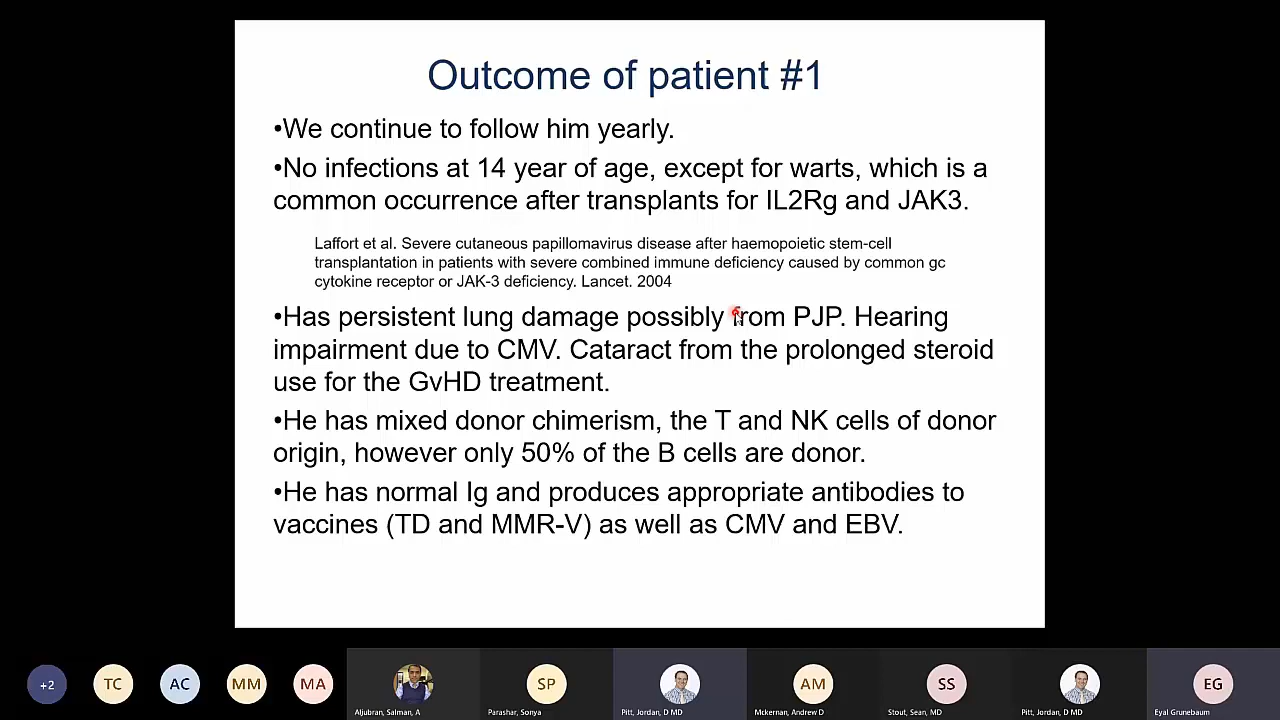 Outcome of patient #1
•We continue to follow him yearly.
•No infections at 14 year of age, except for warts, which is a
common occurrence after transplants for IL2Rg and JAK3.
Laffort et al. Severe cutaneous papillomavirus disease after haemopoietic stem-cell
transplantation in patients with severe combined immune deficiency caused by common gc
cytokine receptor or JAK-3 deficiency. Lancet. 2004
•Has persistent lung damage possibly from PJP. Hearing
impairment due to CMV. Cataract from the prolonged steroid
use for the GvHD treatment.
•He has mixed donor chimerism, the T and NK cells of donor
origin, however only 50% of the B cells are donor.
•He has normal Ig and produces appropriate antibodies to
vaccines (TD and MMR-V) as well as CMV and EBV.
+2 TC AC MM MA SP AM SS EG
Aljubran, Salman, A Parashar, Sonya Pitt, Jordan, D MD Mckernan, Andrew D Stout, Sean, MD Pitt, Jordan, D MD Eyal Grunebaum